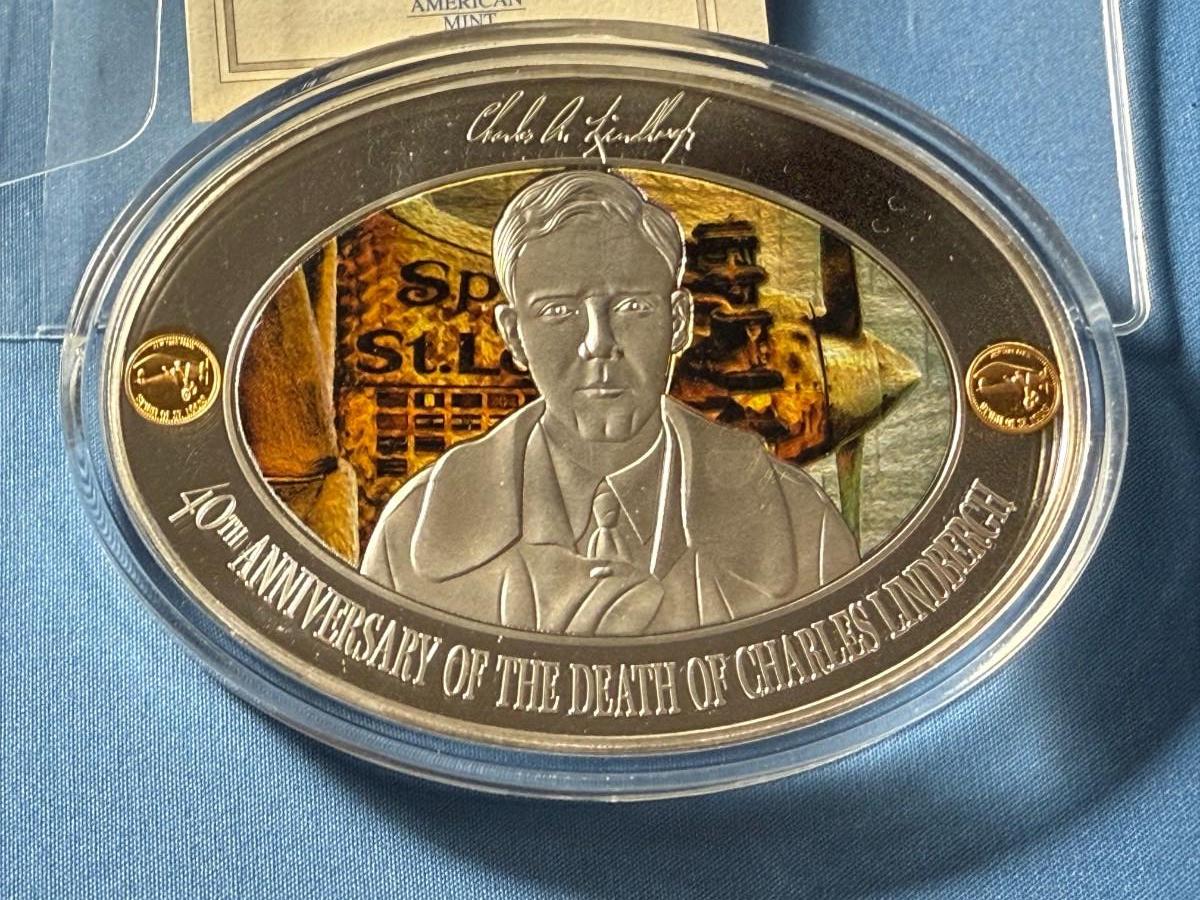 AMERICAN
MINT
Charles A. Lindbergh
Sp
St.L
40TH ANNIVERSARY OF THE DEATH OF CHARLES LINDBERGH